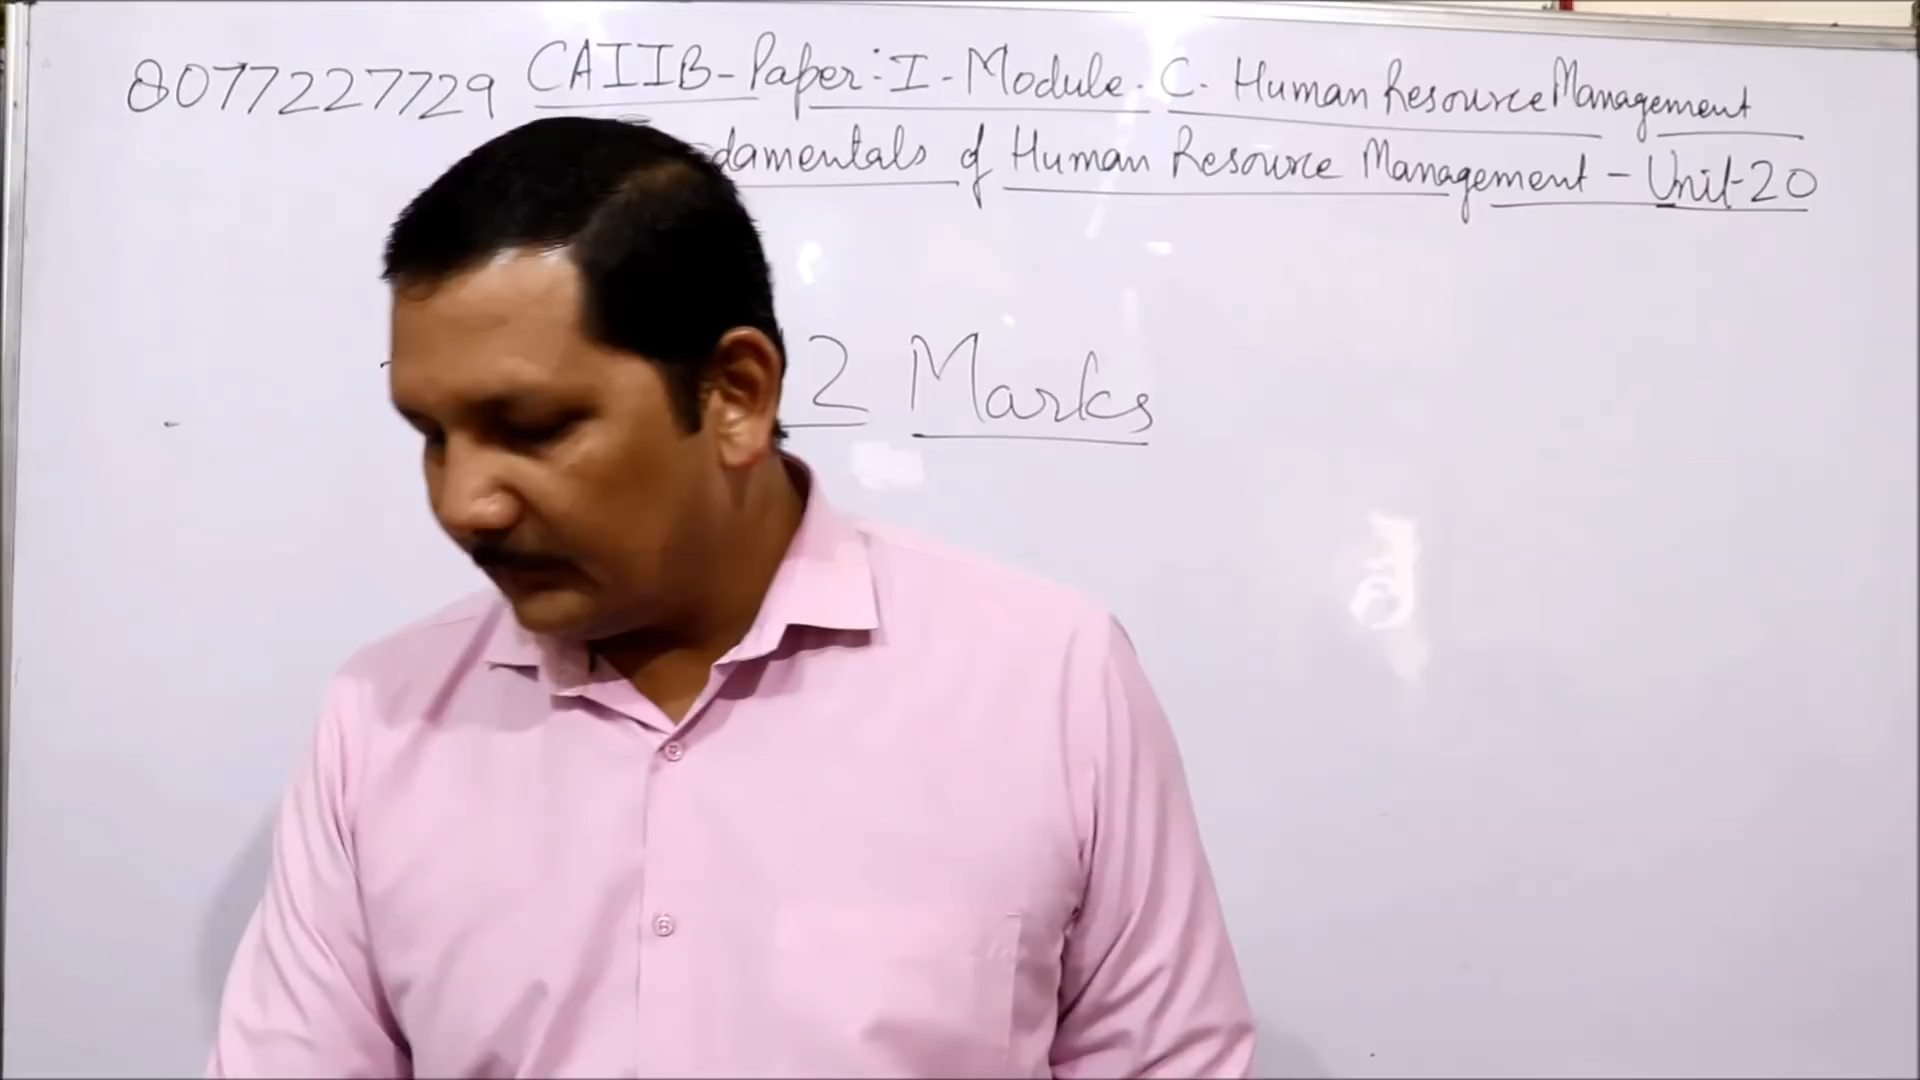 8077227729 CAIIB-Paper:I-Module.C. Human Resource Management
damentals of Human Resource Management - Unit-20
2 Marks